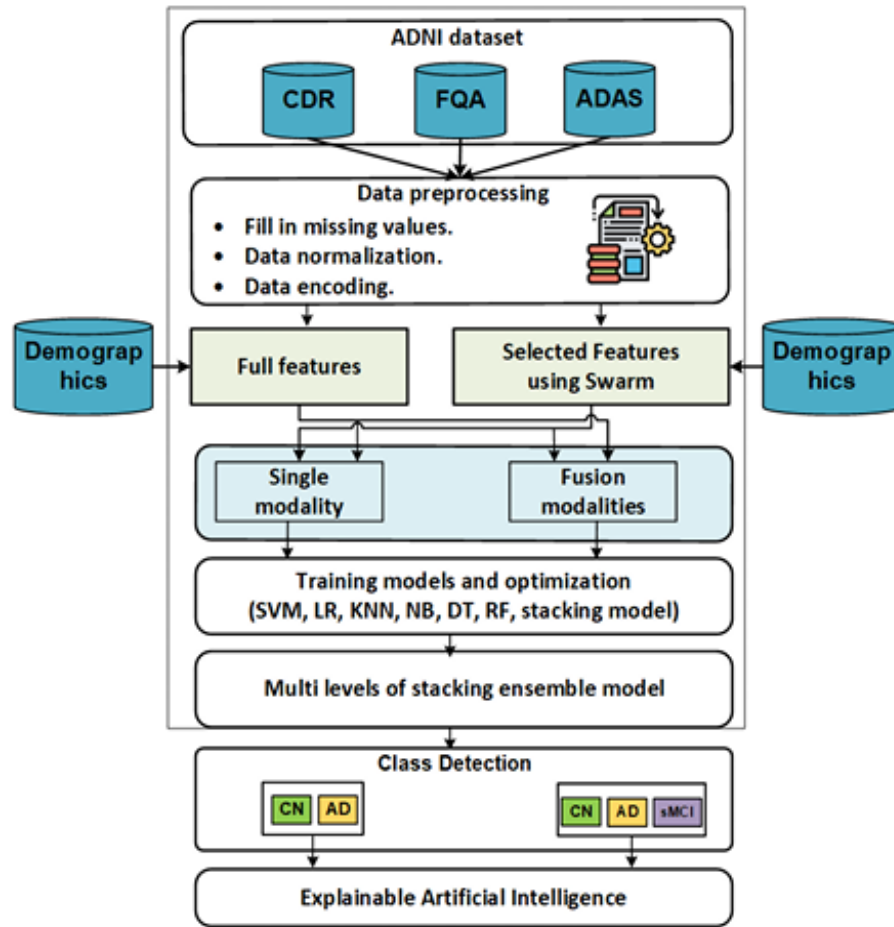 ADNI dataset
CDR
FQA
ADAS
Data preprocessing
• Fill in missing values.
• Data normalization.
• Data encoding.
Demograp
hics
Full features
Selected Features
using Swarm
Demograp
hics
Single
modality
Fusion
modalities
Training models and optimization
(SVM, LR, KNN, NB, DT, RF, stacking model)
Multi levels of stacking ensemble model
Class Detection
CN AD
CN AD sMCI
Explainable Artificial Intelligence